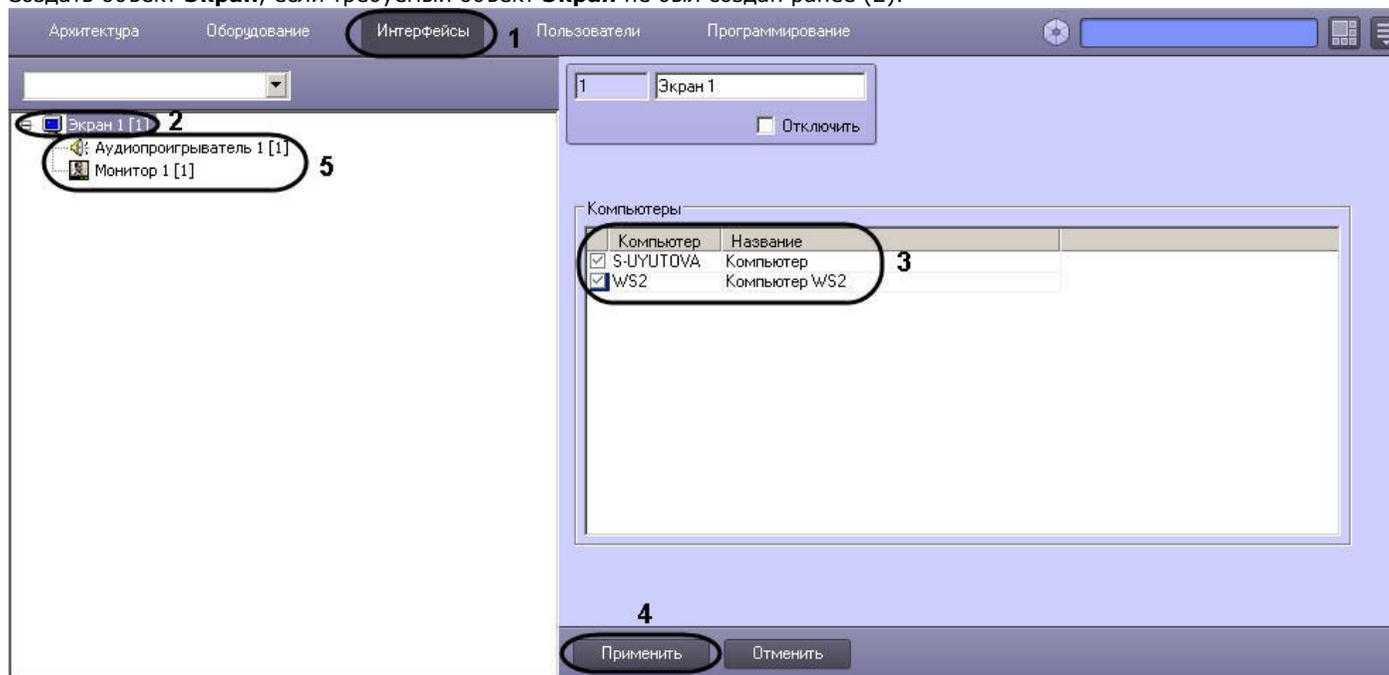 Создать объект Экран, если требуемый объект Экран не был создан ранее (2).
Архитектура Оборудование Интерфейсы 1 Пользователи Программирование
1 Экран 1
Отключить
Экран 1 [1] 2
Аудиопроигрыватель 1 [1]
Монитор 1 [1]
5
Компьютеры
Компьютер Название
S-UYUTOVA Компьютер
WS2 Компьютер WS2
3
4
Применить Отменить